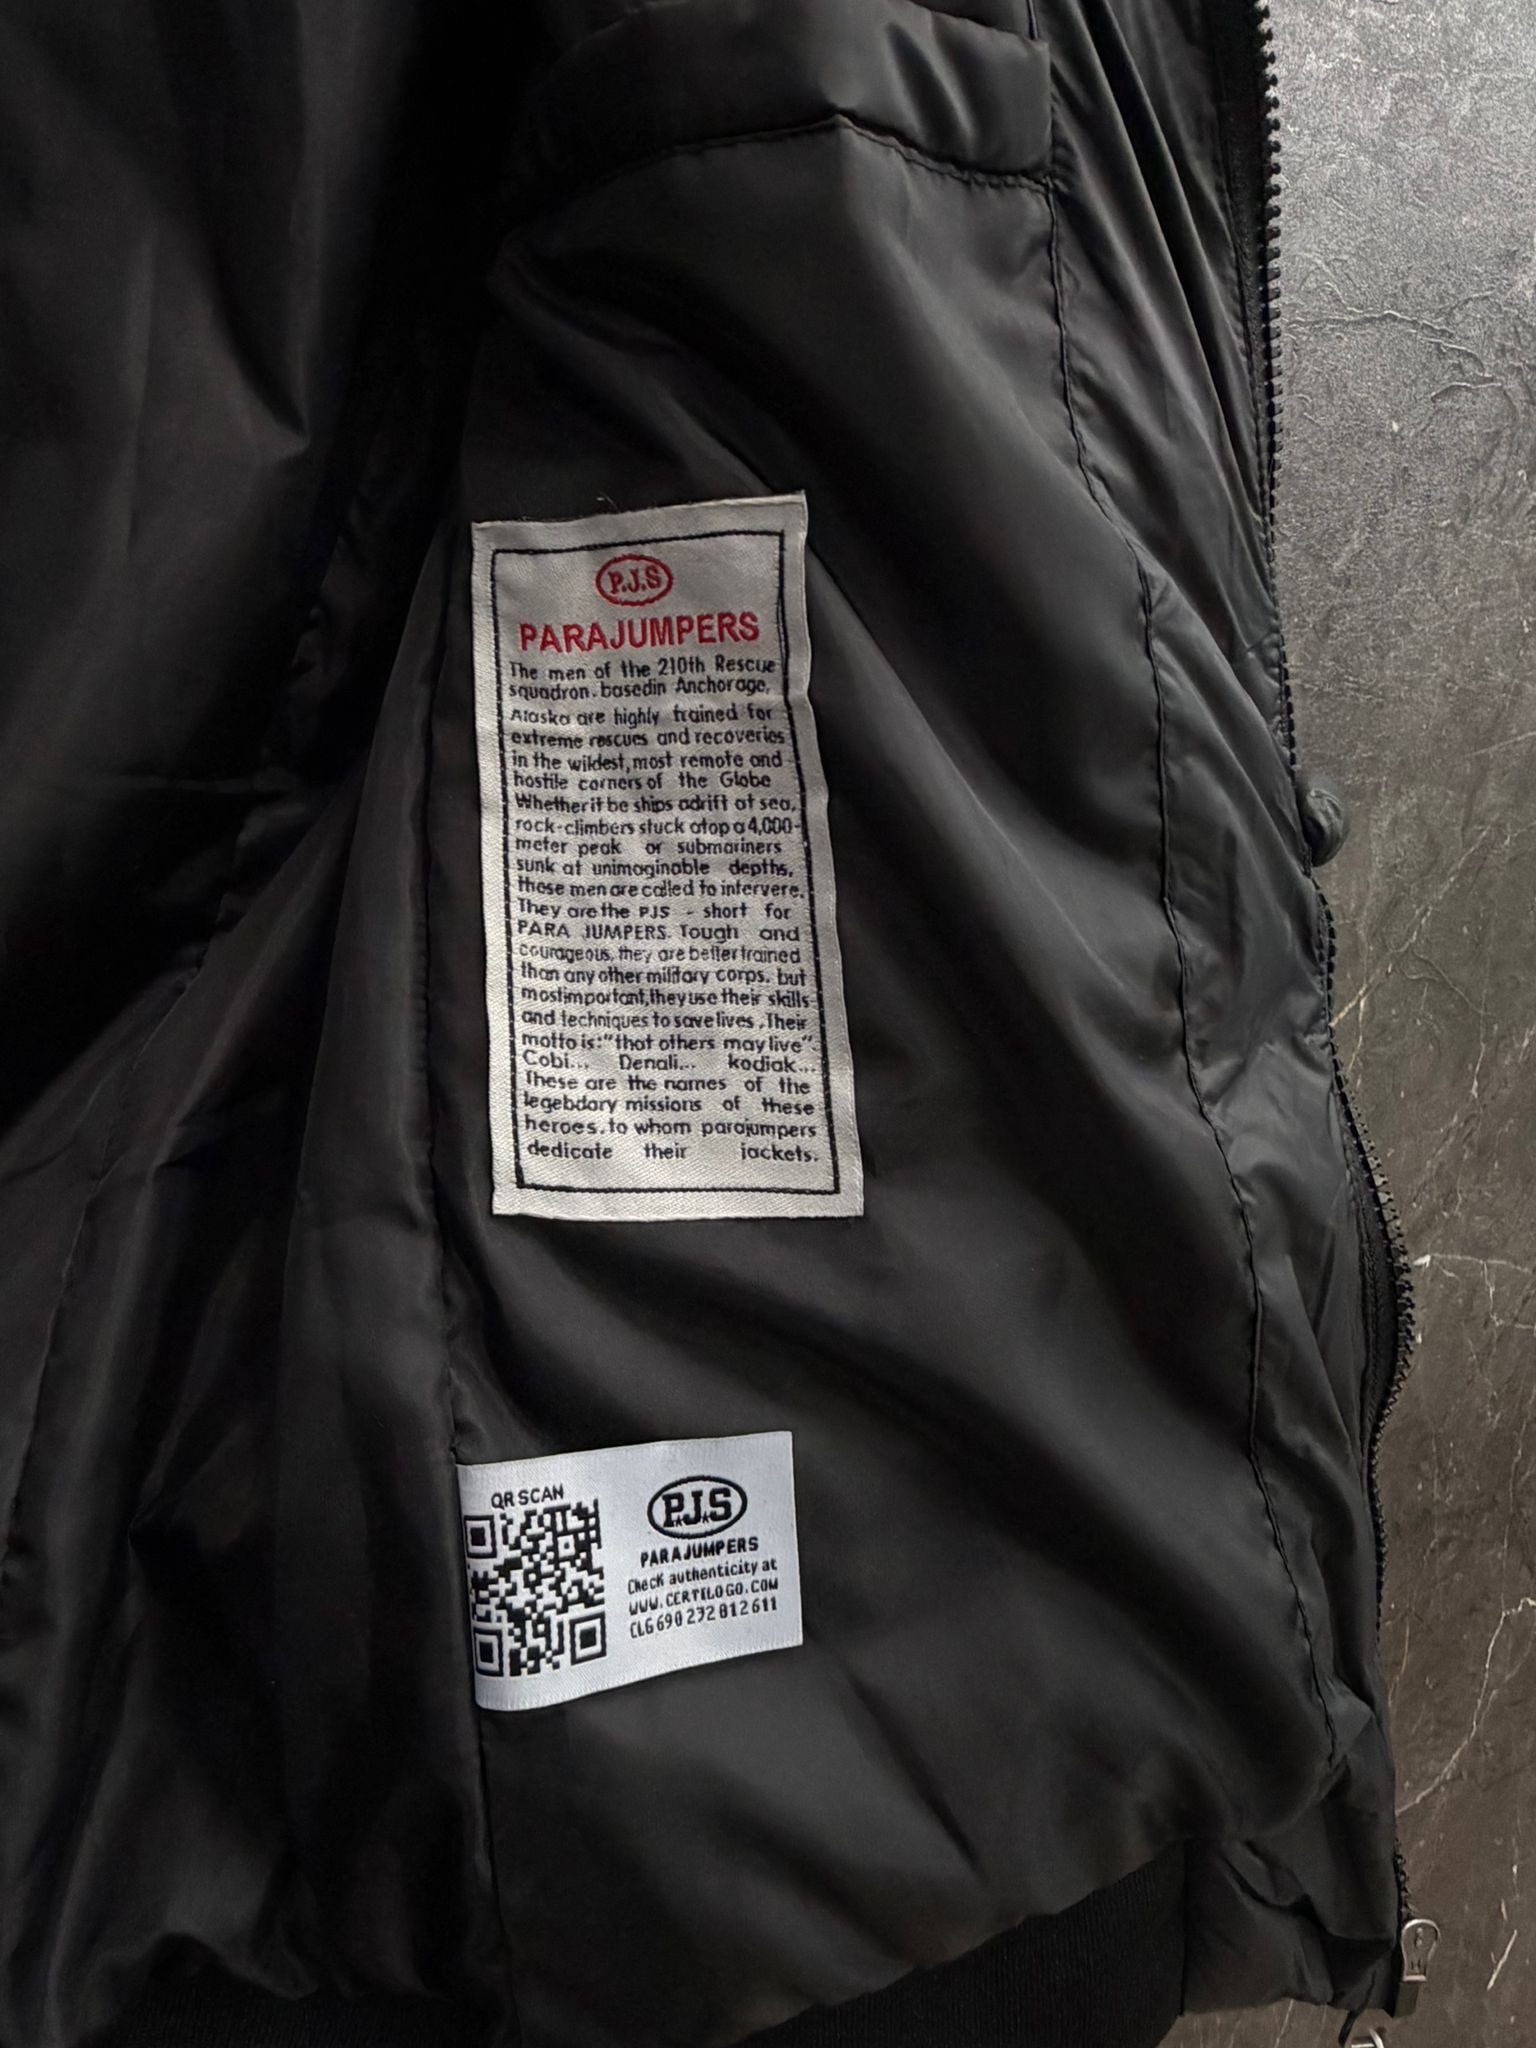 P.J.S
PARAJUMPERS
The men of the 210th Rescue
squadron. basedin Anchorage,
Alaska are highly trained for
extreme rescues and recoveries
in the wildest, most remote and
hostile corners of the Globe
Whether it be ships adrift at sea,
rock-climbers stuck atop a 4,000-
meter peak or submariners
sunk at unimaginable depths,
these men are called to intervere.
They are the PJS - short for
PARA JUMPERS. Tough and
courageous, they are better trained
than any other military corps. but
mostimportant, they use their skills
and techniques to save lives ,Their
motto is:"that others may live".
Cobi... Denali... kodiak...
These are the names of the
legebdary missions of these
heroes. to whom parajumpers
dedicate their jackets.
QR SCAN
P.J.S
PARAJUMPERS
Check authenticity at
WWW.CERTILOGO.COM
CLG 690 232 812 611